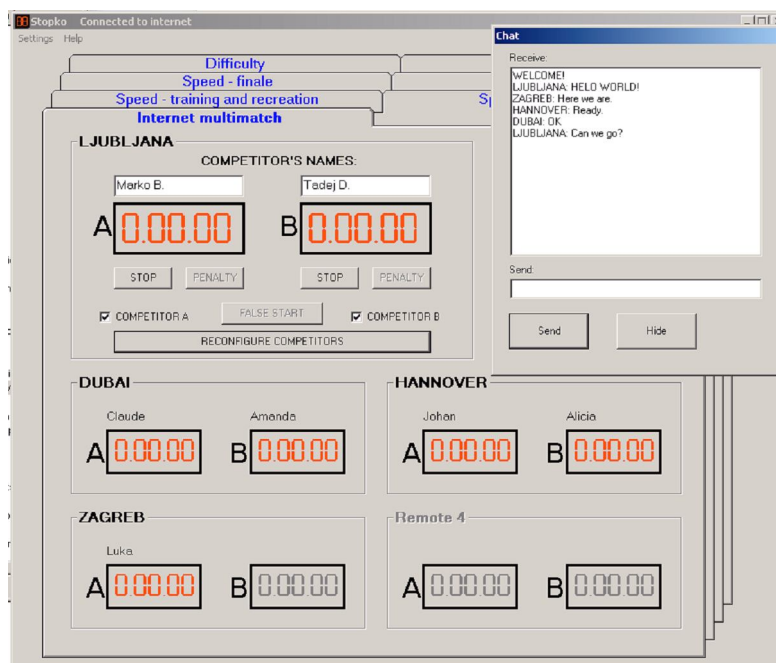 Stopko Connected to internet
Settings Help
Difficulty
Speed - finale
Speed - training and recreation
Internet multimatch
LJUBLJANA
COMPETITOR'S NAMES:
Marko B. Tadej D.
A 0.00.00 B 0.00.00
STOP PENALTY STOP PENALTY
COMPETITOR A FALSE START COMPETITOR B
RECONFIGURE COMPETITORS
DUBAI
Claude Amanda
A 0.00.00 B 0.00.00
HANNOVER
Johan Alicia
A 0.00.00 B 0.00.00
ZAGREB
Luka
A 0.00.00 B 0.00.00
Remote 4
A 0.00.00 B 0.00.00
Chat
Receive:
WELCOME!
LJUBLJANA: HELO WORLD!
ZAGREB: Here we are.
HANNOVER: Ready.
DUBAI: OK
LJUBLJANA: Can we go?
Send:
Send Hide